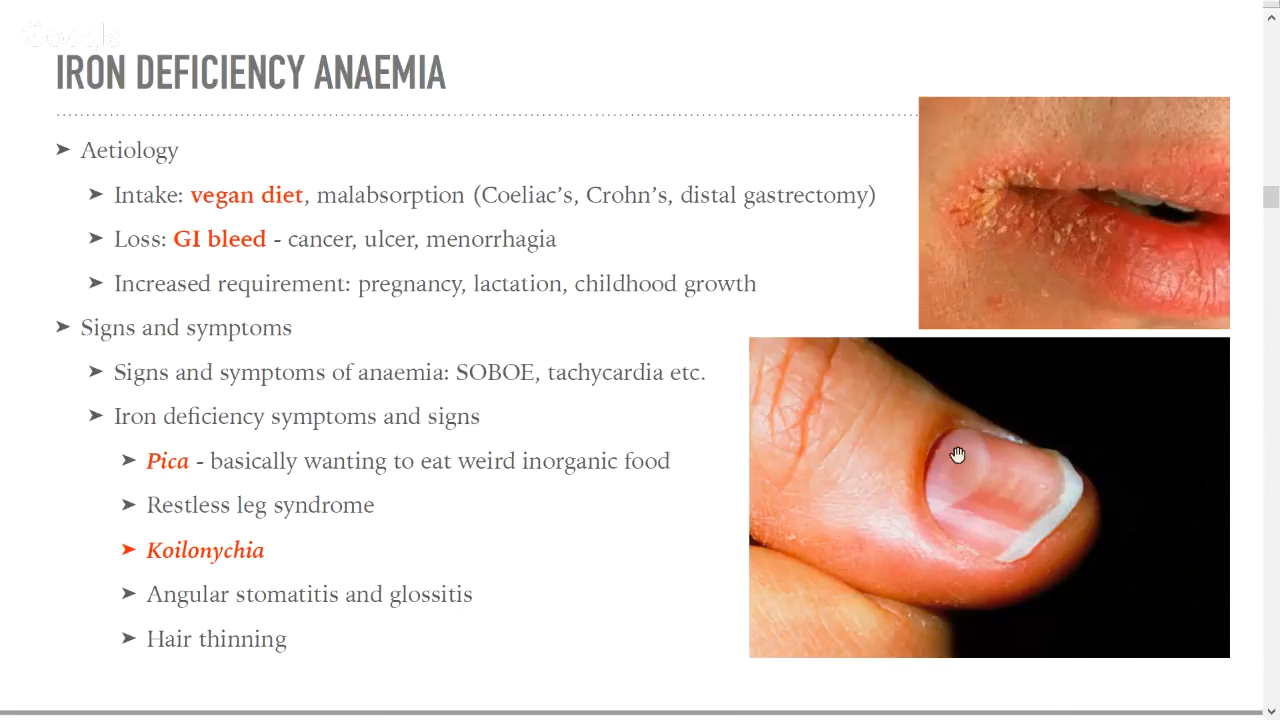 IRON DEFICIENCY ANAEMIA
➤ Aetiology
➤ Intake: vegan diet, malabsorption (Coeliac’s, Crohn’s, distal gastrectomy)
➤ Loss: GI bleed - cancer, ulcer, menorrhagia
➤ Increased requirement: pregnancy, lactation, childhood growth
➤ Signs and symptoms
➤ Signs and symptoms of anaemia: SOBOE, tachycardia etc.
➤ Iron deficiency symptoms and signs
➤ Pica - basically wanting to eat weird inorganic food
➤ Restless leg syndrome
➤ Koilonychia
➤ Angular stomatitis and glossitis
➤ Hair thinning